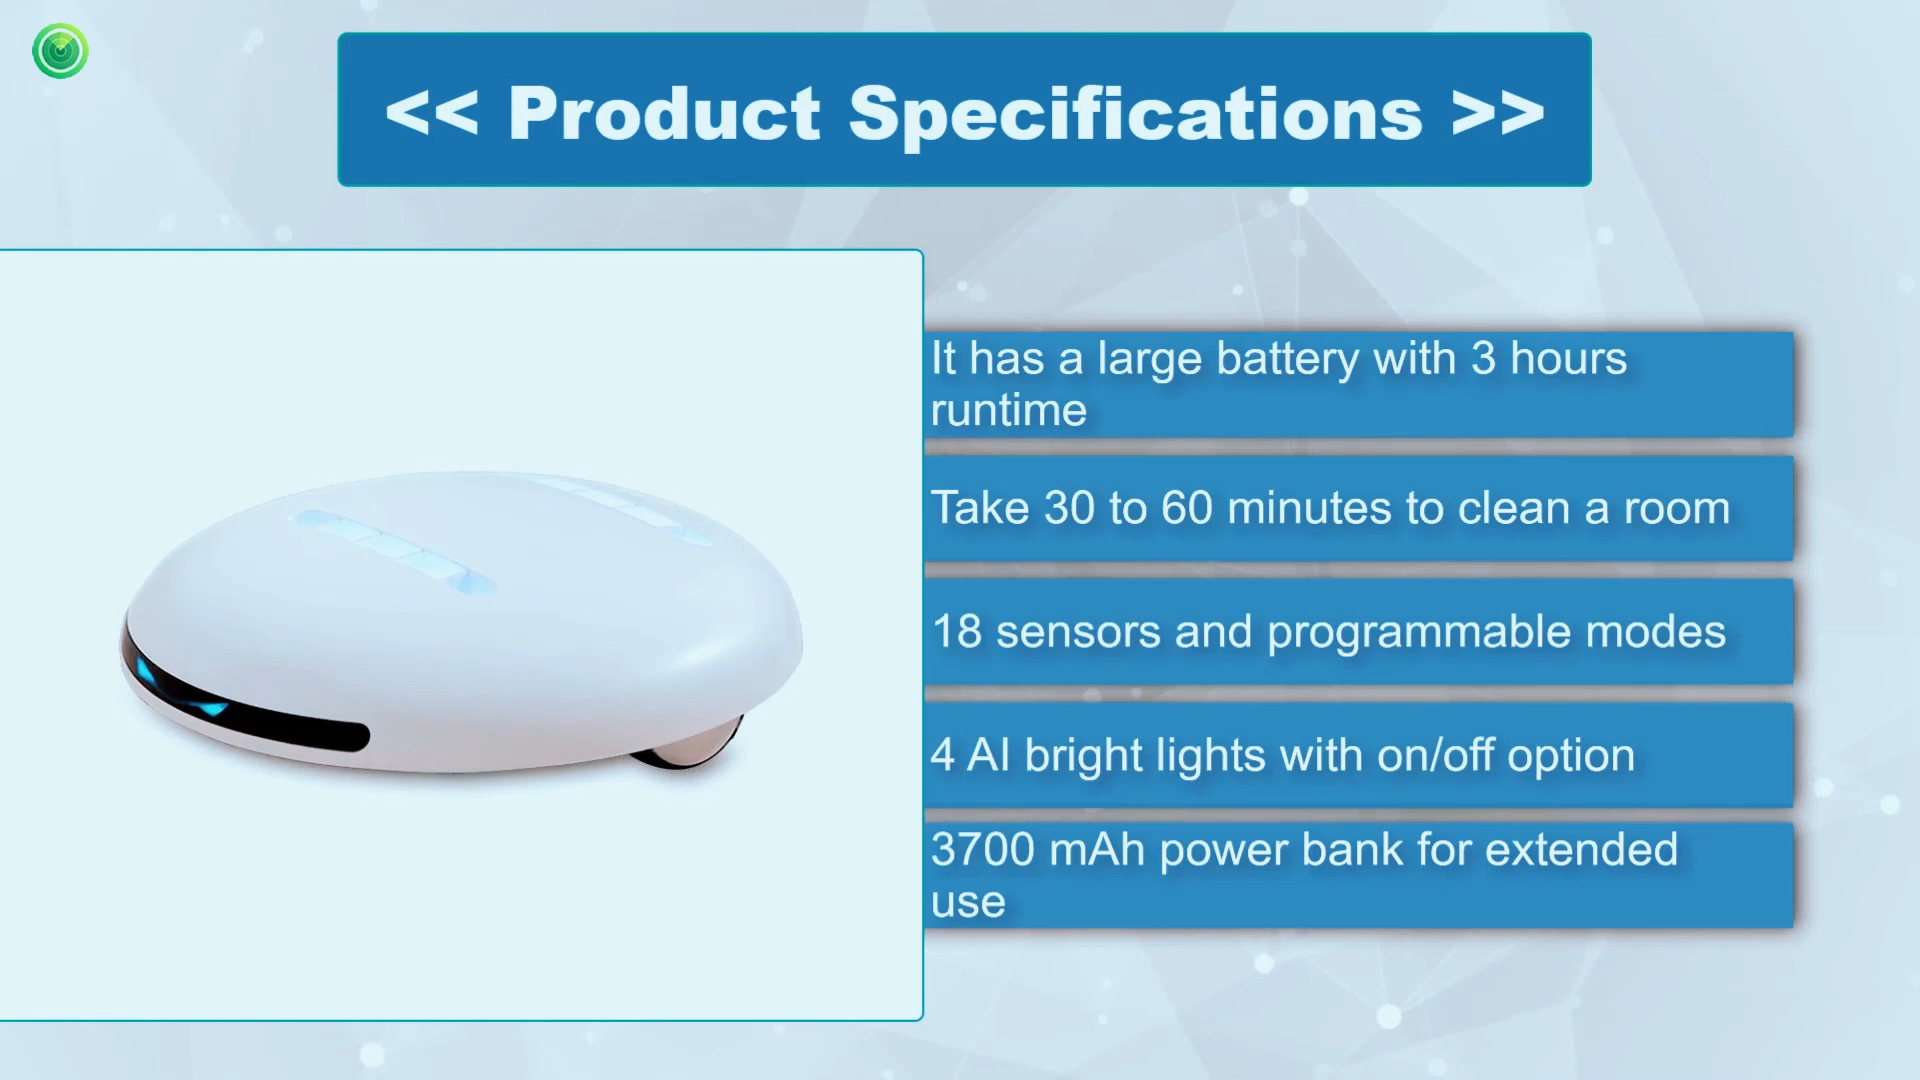 << Product Specifications >>
It has a large battery with 3 hours
runtime
Take 30 to 60 minutes to clean a room
18 sensors and programmable modes
4 AI bright lights with on/off option
3700 mAh power bank for extended
use